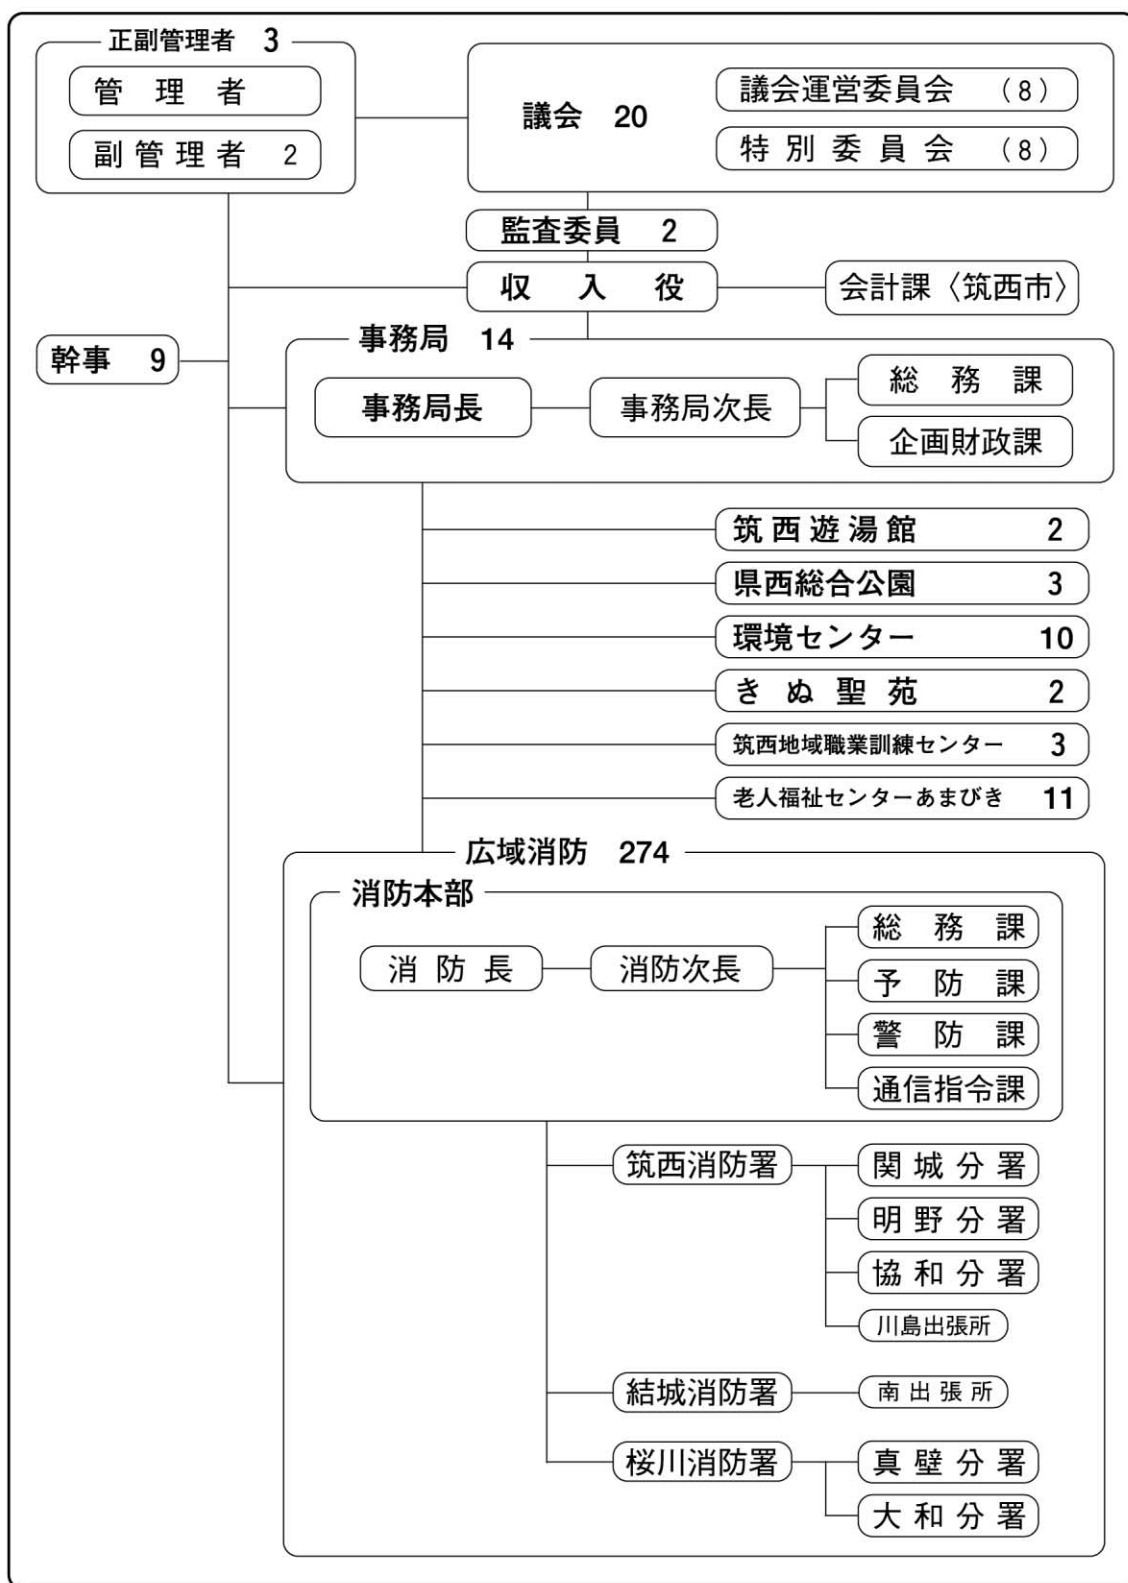 正副管理者 3
管理者
副管理者 2
議会 20
議会運営委員会 (8)
特別委員会 (8)
監査委員 2
収入役
会計課〈筑西市〉
幹事 9
事務局 14
事務局長
事務局次長
総務課
企画財政課
筑西遊湯館 2
県西総合公園 3
環境センター 10
きぬ聖苑 2
筑西地域職業訓練センター 3
老人福祉センターあまびき 11
広域消防 274
消防本部
消防長
消防次長
総務課
予防課
警防課
通信指令課
筑西消防署
関城分署
明野分署
協和分署
川島出張所
結城消防署
南出張所
桜川消防署
真壁分署
大和分署